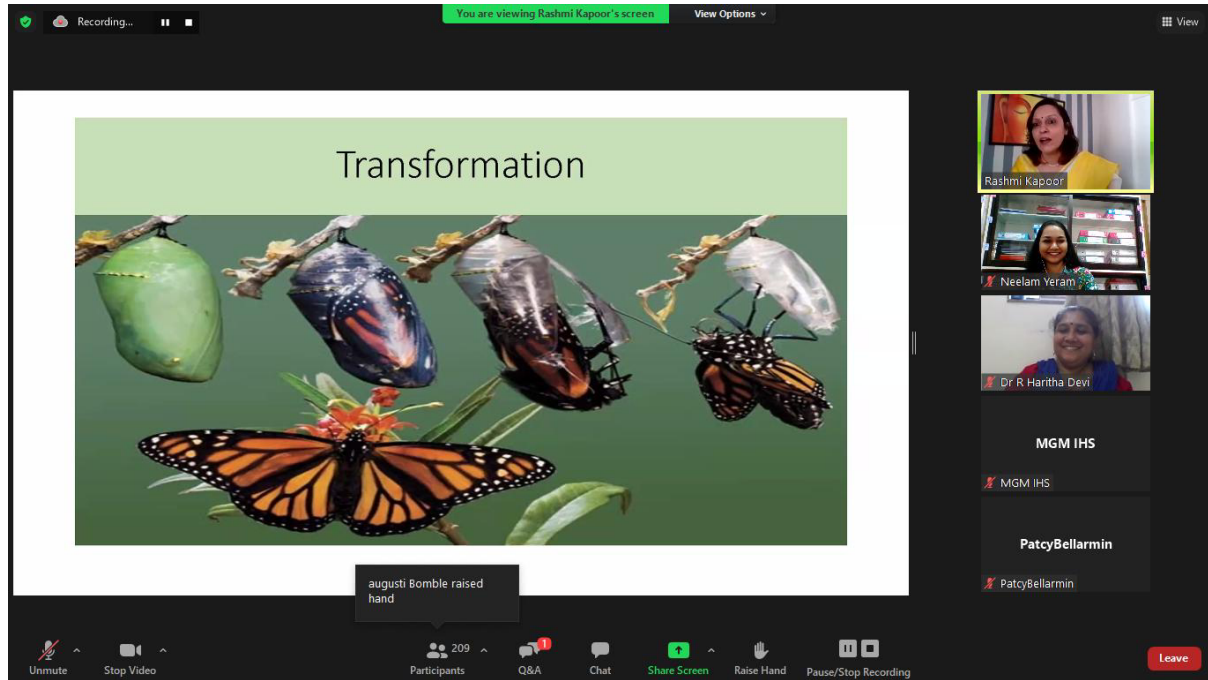 Recording...
You are viewing Rashmi Kapoor's screen
View Options
View
Transformation
Rashmi Kapoor
Neelam Yeram
Dr R Haritha Devi
MGM IHS
MGM IHS
PatcyBellarmin
PatcyBellarmin
augusti Bomble raised
hand
209
1
Unmute
Stop Video
Participants
Q&A
Chat
Share Screen
Raise Hand
Pause/Stop Recording
Leave